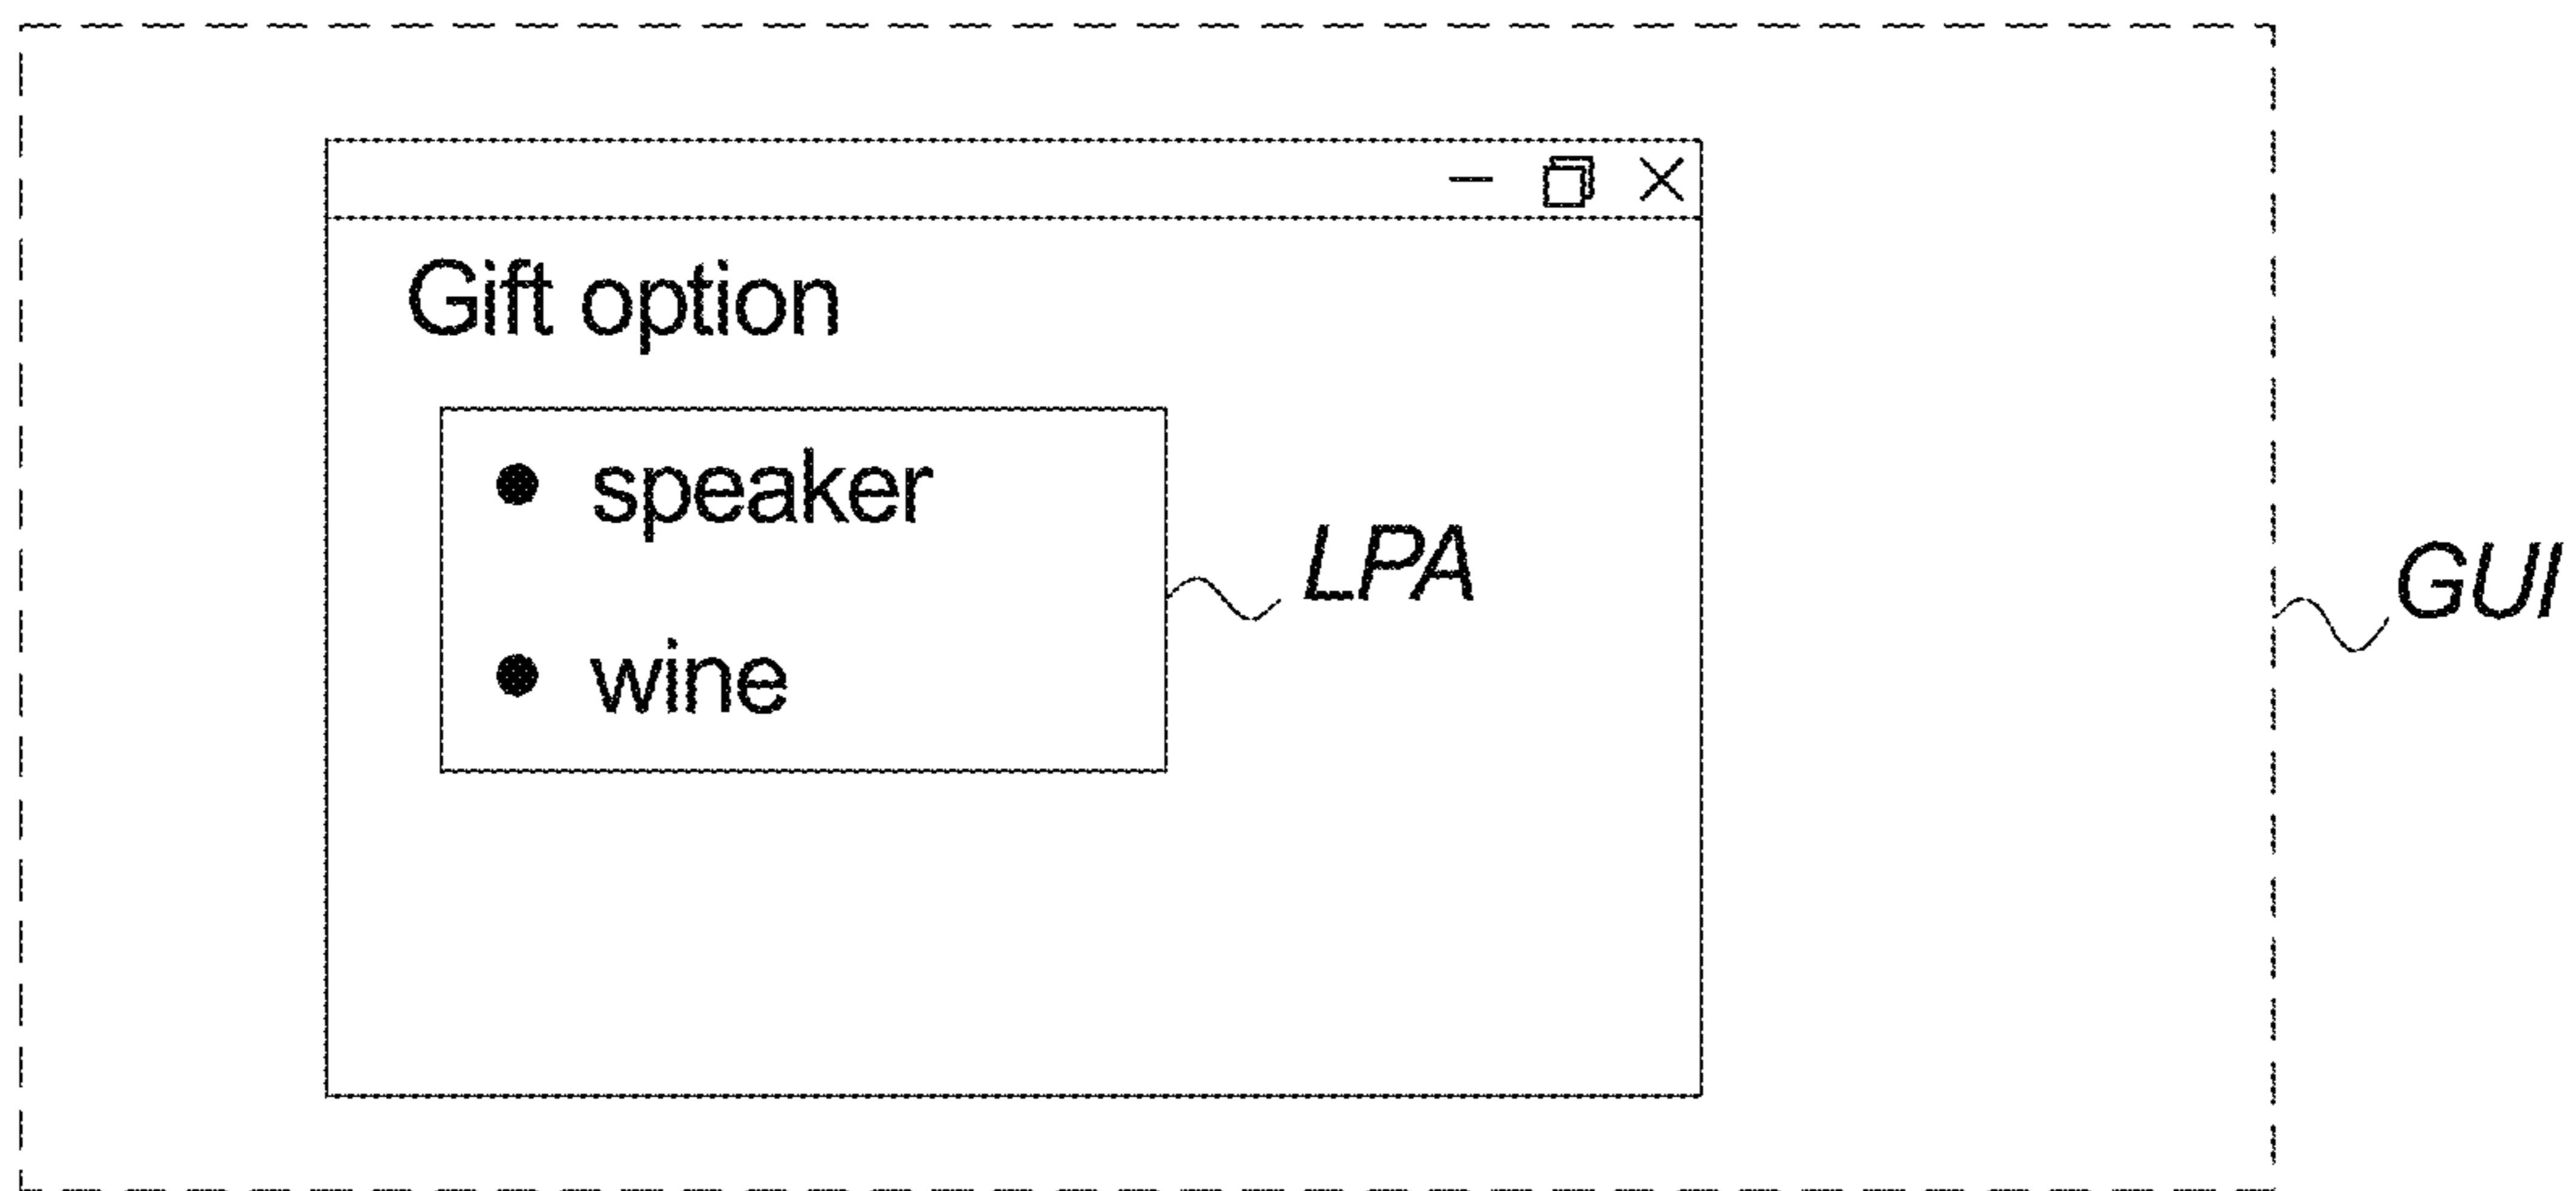 Gift option
• speaker
LPA
GUI
• wine